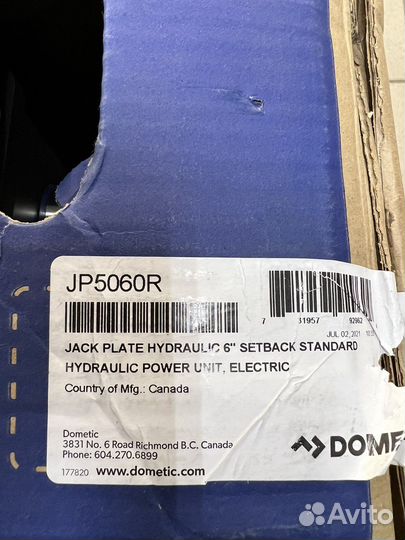 JP5060R
7 31957 92962
JUL 02, 2021
JACK PLATE HYDRAULIC 6" SETBACK STANDARD
HYDRAULIC POWER UNIT, ELECTRIC
Country of Mfg.: Canada
Dometic
3831 No. 6 Road Richmond B.C. Canada
Phone: 604.270.6899
DOME
177820 www.dometic.com
Avito